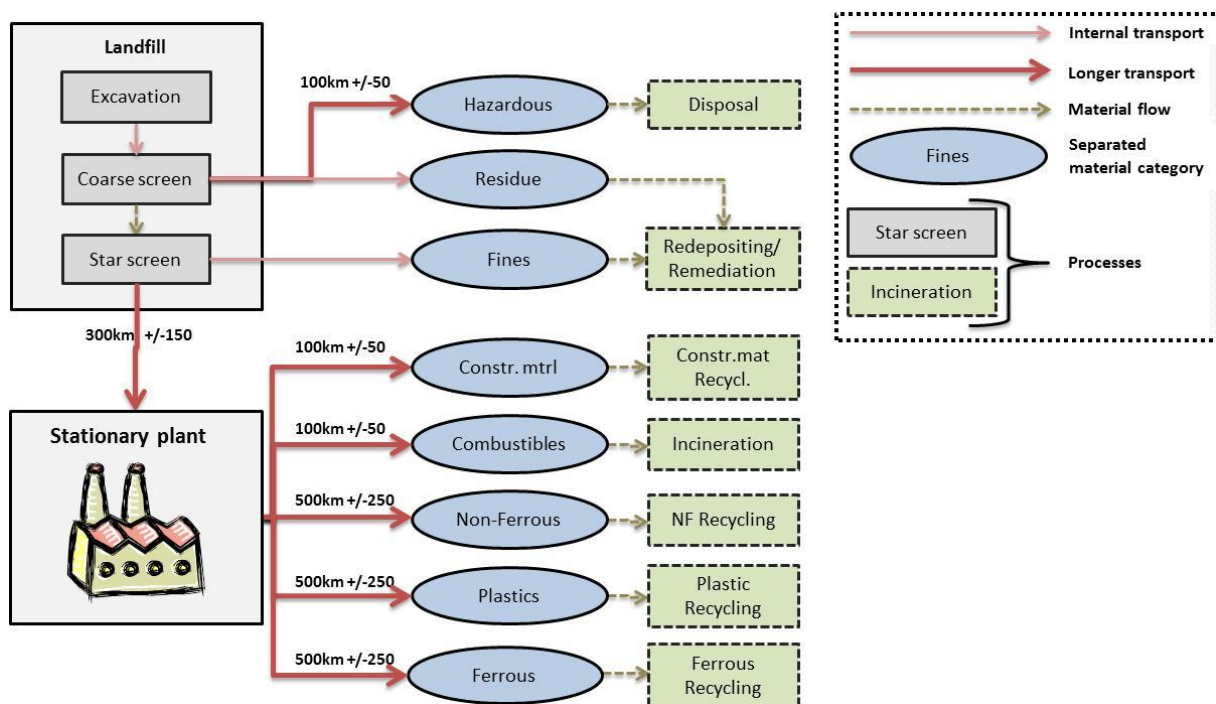 Landfill
Excavation
Coarse screen
Star screen
100km +/-50
Hazardous
Disposal
Residue
Fines
Redepositing/
Remediation
300km +/-150
Stationary plant
100km +/-50
Constr. mtrl
Constr.mat
Recycl.
100km +/-50
Combustibles
Incineration
500km +/-250
Non-Ferrous
NF Recycling
500km +/-250
Plastics
Plastic
Recycling
500km +/-250
Ferrous
Ferrous
Recycling
Internal transport
Longer transport
Material flow
Fines
Separated
material category
Star screen
Incineration
Processes